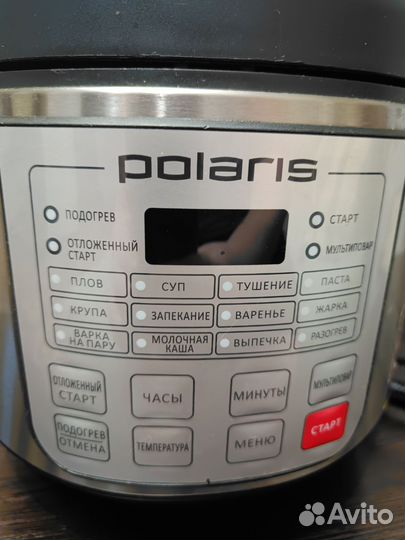 polaris
ПОДОГРЕВ
СТАРТ
ОТЛОЖЕННЫЙ
СТАРТ
МУЛЬТИПОВАР
ПЛОВ
СУП
ТУШЕНИЕ
ПАСТА
КРУПА
ЗАПЕКАНИЕ
ВАРЕНЬЕ
ЖАРКА
ВАРКА
НА ПАРУ
МОЛОЧНАЯ
КАША
ВЫПЕЧКА
РАЗОГРЕВ
ОТЛОЖЕННЫЙ
СТАРТ
ЧАСЫ
МИНУТЫ
МУЛЬТИПОВАР
ПОДОГРЕВ
ОТМЕНА
ТЕМПЕРАТУРА
МЕНЮ
СТАРТ
Avito